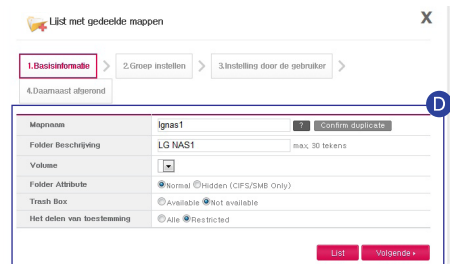 Lijst met gedeelde mappen X
1.Basisinformatie 2.Groep instellen 3.Instelling door de gebruiker
4.Daarnaast afgerond
D
Mapnaam lgnas1 ? Confirm duplicate
Folder Beschrijving LG NAS1 max, 30 tekens
Volume
Folder Attribute Normal Hidden (CIFS/SMB Only)
Trash Box Available Not available
Het delen van toestemming Alle Restricted
List Volgende